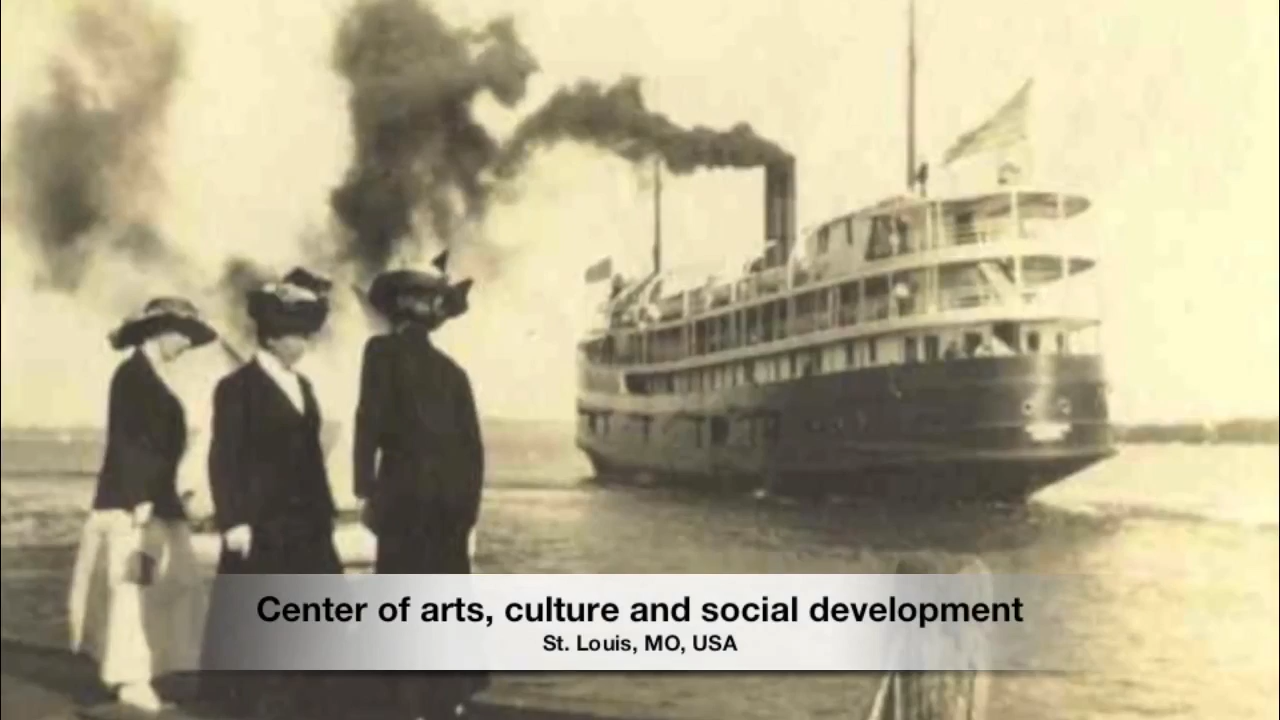 Center of arts, culture and social development
St. Louis, MO, USA